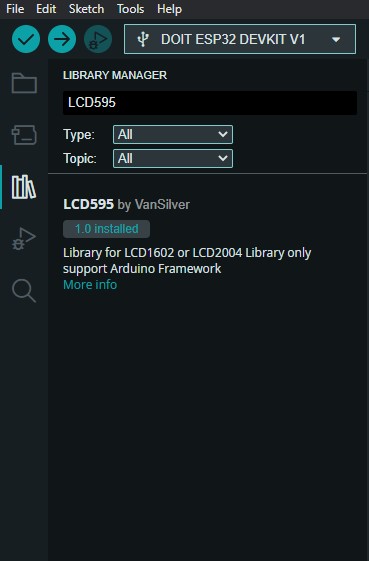 File Edit Sketch Tools Help
DOIT ESP32 DEVKIT V1
LIBRARY MANAGER
LCD595
Type: All
Topic: All
LCD595 by VanSilver
1.0 installed
Library for LCD1602 or LCD2004 Library only
support Arduino Framework
More info